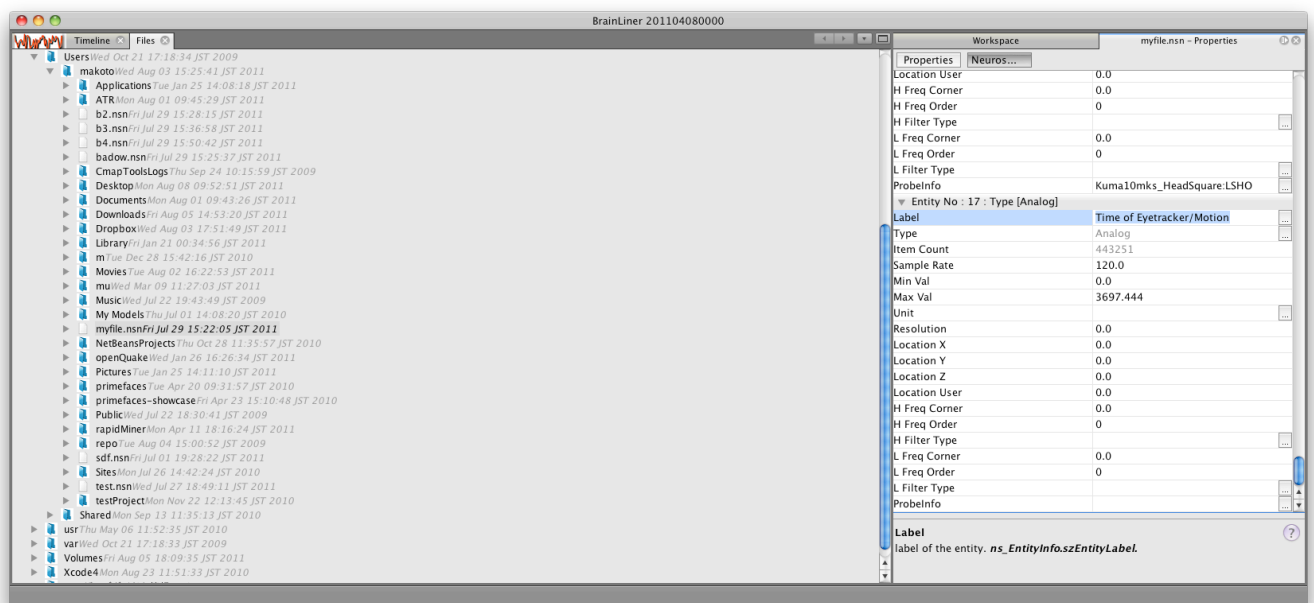 BrainLiner 201104080000
Timeline Files
Users Wed Oct 21 17:18:34 JST 2009
makoto Wed Aug 03 15:25:41 JST 2011
Applications Tue Jan 25 14:08:18 JST 2011
ATR Mon Aug 01 09:45:29 JST 2011
b2.nsn Fri Jul 29 15:28:15 JST 2011
b3.nsn Fri Jul 29 15:36:58 JST 2011
b4.nsn Fri Jul 29 15:50:42 JST 2011
badow.nsn Fri Jul 29 15:25:37 JST 2011
CmapToolsLogs Thu Sep 24 10:15:59 JST 2009
Desktop Mon Aug 08 09:52:51 JST 2011
Documents Mon Aug 01 09:43:26 JST 2011
Downloads Fri Aug 05 14:53:20 JST 2011
Dropbox Wed Aug 03 17:51:49 JST 2011
Library Fri Jan 21 00:34:56 JST 2011
m Tue Dec 28 15:42:16 JST 2010
Movies Tue Aug 02 16:22:53 JST 2011
mu Wed Mar 09 11:27:03 JST 2011
Music Wed Jul 22 19:43:49 JST 2009
My Models Thu Jul 01 14:08:20 JST 2010
myfile.nsn Fri Jul 29 15:22:05 JST 2011
NetBeansProjects Thu Oct 28 11:35:57 JST 2010
openQuake Wed Jan 26 16:26:34 JST 2011
Pictures Tue Jan 25 14:11:10 JST 2011
primefaces Tue Apr 20 09:31:57 JST 2010
primefaces-showcase Fri Apr 23 15:10:48 JST 2010
Public Wed Jul 22 18:30:41 JST 2009
rapidMiner Mon Apr 11 18:16:24 JST 2011
repo Tue Aug 04 15:00:52 JST 2009
sdf.nsn Fri Jul 01 19:28:22 JST 2011
Sites Mon Jul 26 14:42:24 JST 2010
test.nsn Wed Jul 27 18:49:11 JST 2011
testProject Mon Nov 22 12:13:45 JST 2010
Shared Mon Sep 13 11:35:13 JST 2010
usr Thu May 06 11:52:35 JST 2010
var Wed Oct 21 17:18:33 JST 2009
Volumes Fri Aug 05 18:09:35 JST 2011
Xcode4 Mon Aug 23 11:51:33 JST 2010
Workspace myfile.nsn - Properties
Properties Neuros...
Location User 0.0
H Freq Corner 0.0
H Freq Order 0
H Filter Type ...
L Freq Corner 0.0
L Freq Order 0
L Filter Type ...
ProbeInfo Kuma10mks_HeadSquare:LSHO ...
Entity No : 17 : Type [Analog]
Label Time of Eyetracker/Motion ...
Type Analog ...
Item Count 443251
Sample Rate 120.0
Min Val 0.0
Max Val 3697.444
Unit ...
Resolution 0.0
Location X 0.0
Location Y 0.0
Location Z 0.0
Location User 0.0
H Freq Corner 0.0
H Freq Order 0
H Filter Type ...
L Freq Corner 0.0
L Freq Order 0
L Filter Type ...
ProbeInfo ...
Label ?
label of the entity. ns_EntityInfo.szEntityLabel.